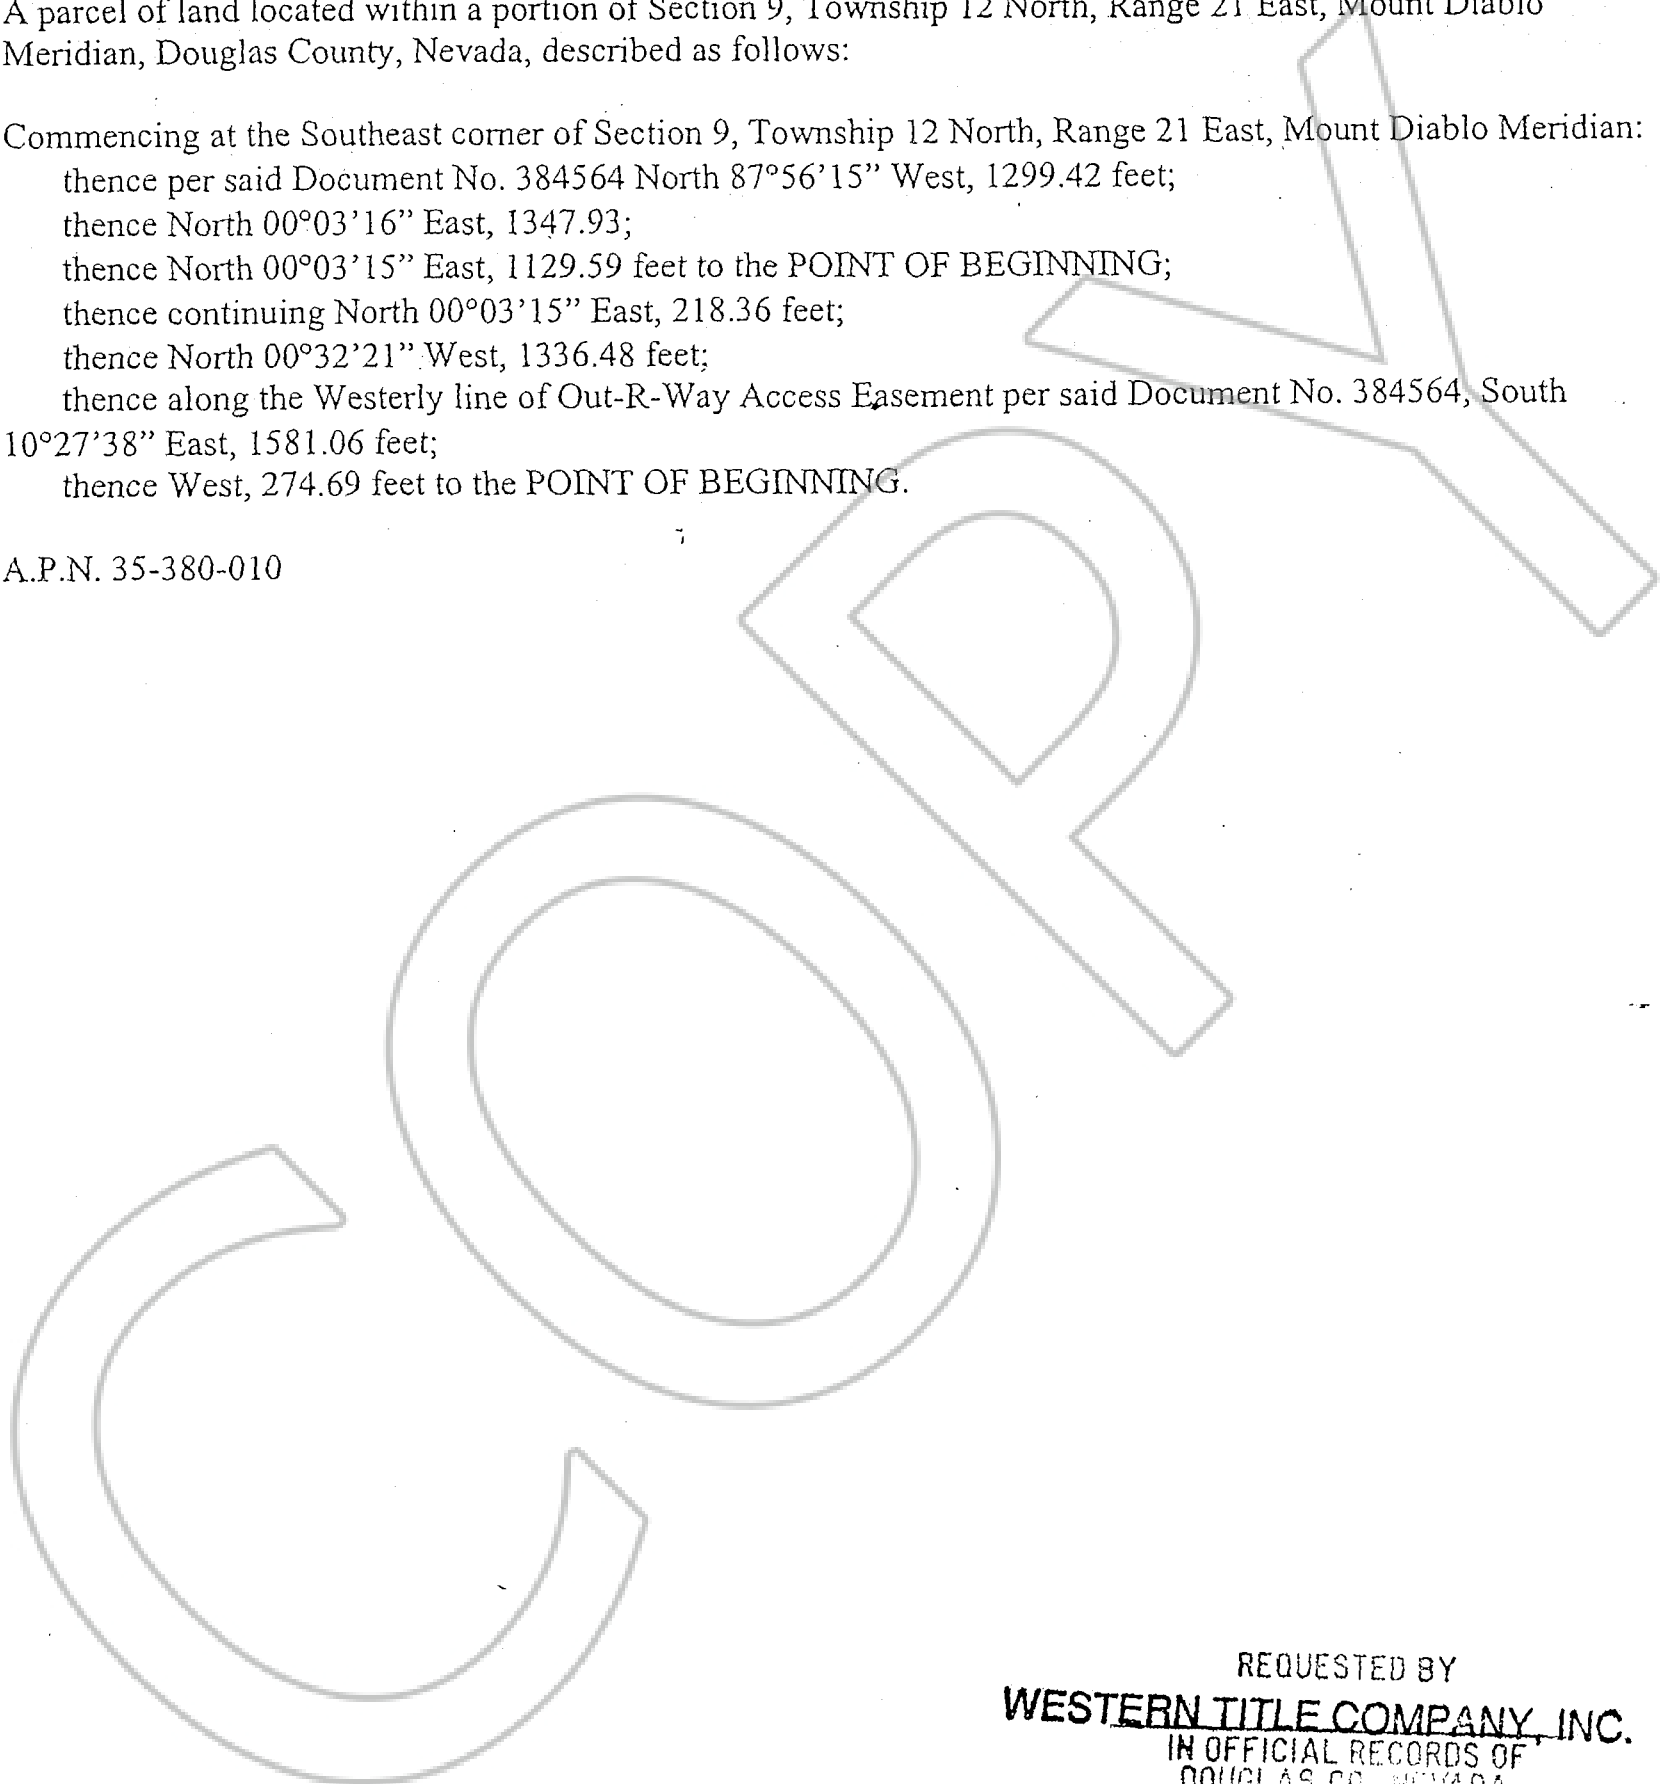 A parcel of land located within a portion of Section 9, Township 12 North, Range 21 East, Mount Diablo
Meridian, Douglas County, Nevada, described as follows:
Commencing at the Southeast corner of Section 9, Township 12 North, Range 21 East, Mount Diablo Meridian:
thence per said Document No. 384564 North 87°56'15” West, 1299.42 feet;
thence North 00°03'16” East, 1347.93;
thence North 00°03'15” East, 1129.59 feet to the POINT OF BEGINNING;
thence continuing North 00°03'15” East, 218.36 feet;
thence North 00°32'21” West, 1336.48 feet;
thence along the Westerly line of Out-R-Way Access Easement per said Document No. 384564, South
10°27'38” East, 1581.06 feet;
thence West, 274.69 feet to the POINT OF BEGINNING.
A.P.N. 35-380-010
COPY
REQUESTED BY
WESTERN TITLE COMPANY, INC.
IN OFFICIAL RECORDS OF
DOUGLAS CO., NEVADA